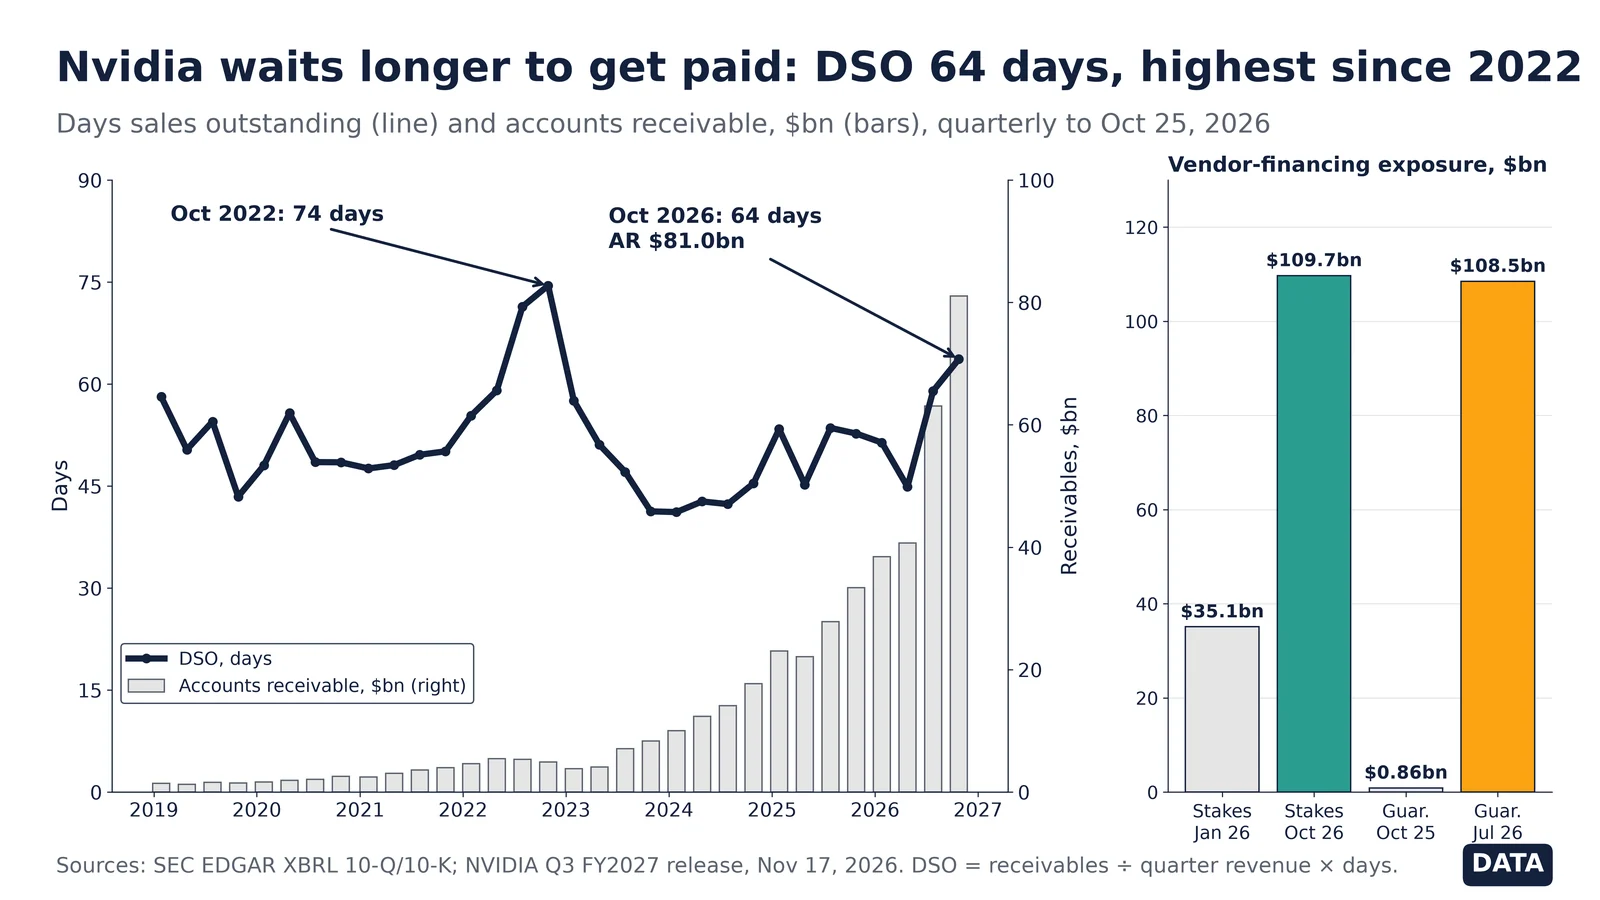 Nvidia waits longer to get paid: DSO 64 days, highest since 2022
Days sales outstanding (line) and accounts receivable, $bn (bars), quarterly to Oct 25, 2026
Vendor-financing exposure, $bn
Oct 2022: 74 days
Oct 2026: 64 days
AR $81.0bn
90
75
60
45
30
15
0
Days
100
80
60
40
20
0
Receivables, $bn
DSO, days
Accounts receivable, $bn (right)
2019 2020 2021 2022 2023 2024 2025 2026 2027
120
100
80
60
40
20
0
$35.1bn
$109.7bn
$0.86bn
$108.5bn
Stakes
Jan 26
Stakes
Oct 26
Guar.
Oct 25
Guar.
Jul 26
Sources: SEC EDGAR XBRL 10-Q/10-K; NVIDIA Q3 FY2027 release, Nov 17, 2026. DSO = receivables ÷ quarter revenue × days.
DATA